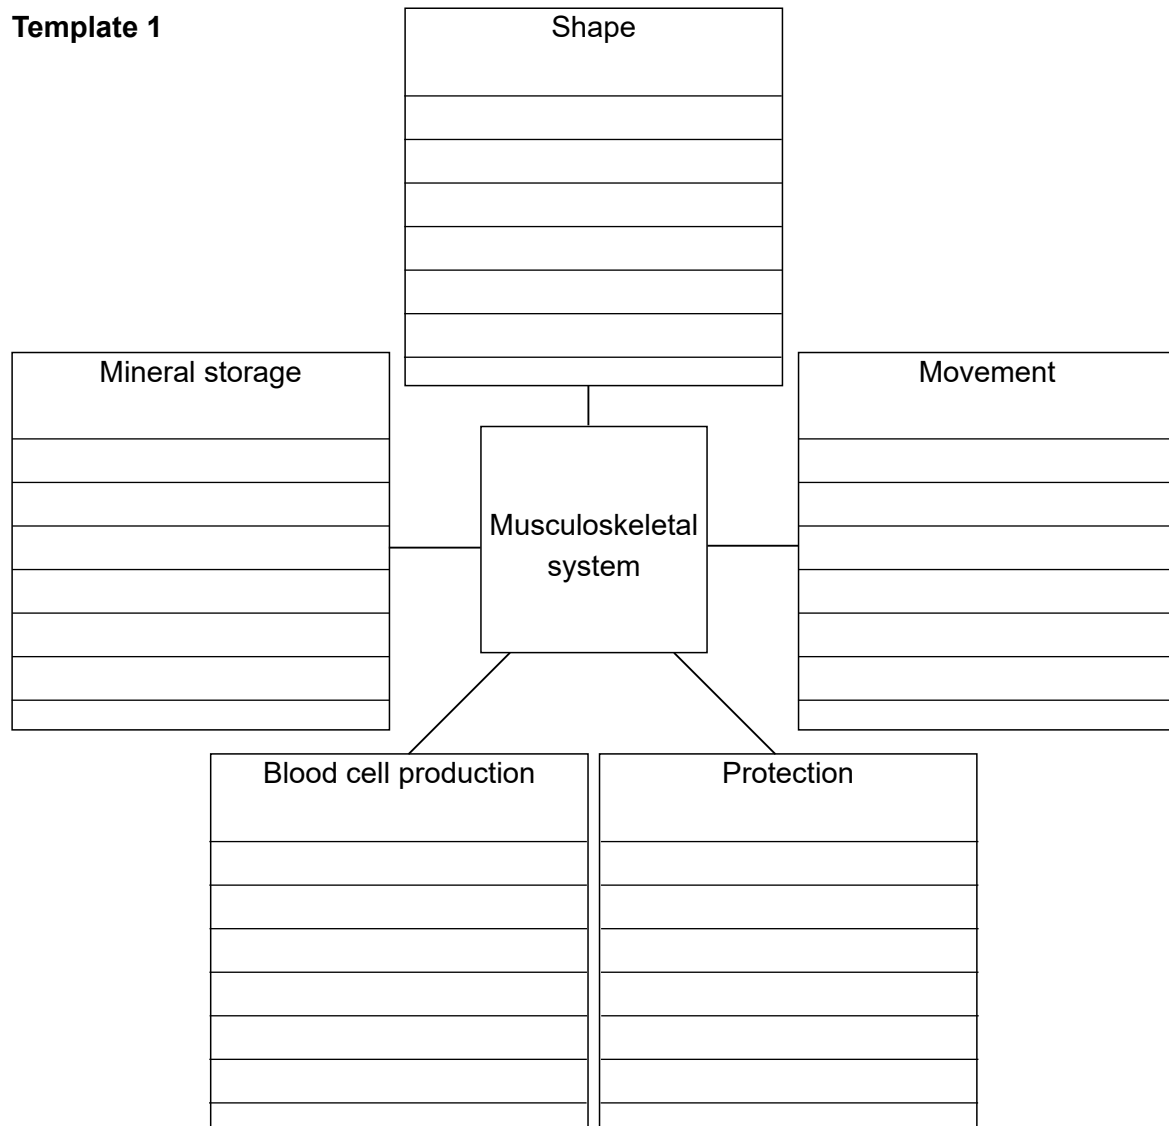 Template 1
Shape
Mineral storage
Movement
Musculoskeletal
system
Blood cell production
Protection